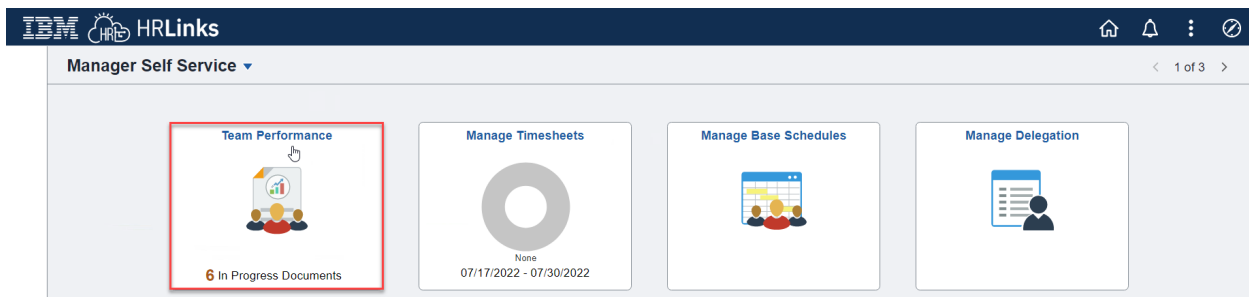 IBM HR HRLinks
Manager Self Service
1 of 3
Team Performance
6 In Progress Documents
Manage Timesheets
None
07/17/2022 - 07/30/2022
Manage Base Schedules
Manage Delegation